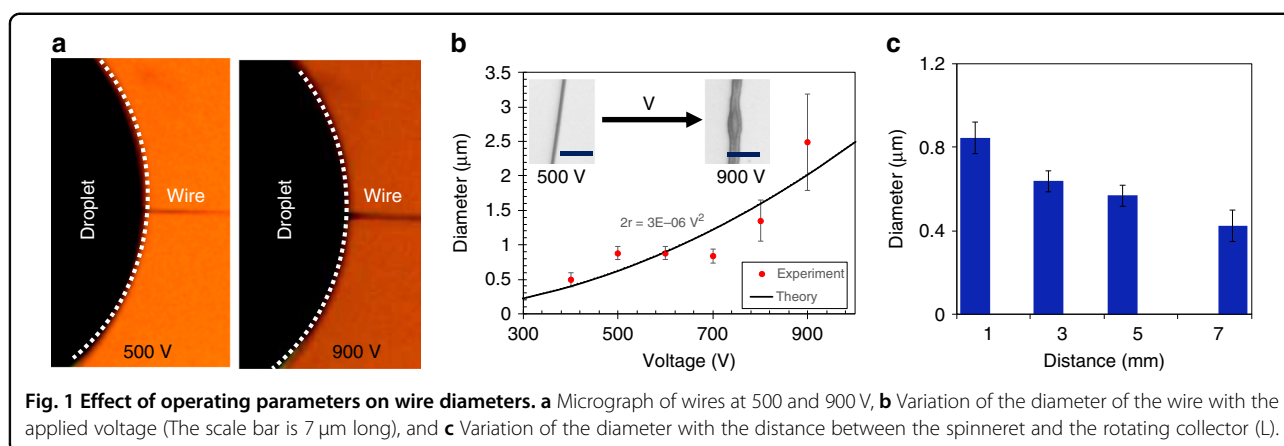 a
Droplet
Wire
500 V
Droplet
Wire
900 V
b
Diameter (µm)
3.5
3
2.5
2
1.5
1
0.5
0
300
500
700
900
Voltage (V)
V
500 V
900 V
2r = 3E–06 V²
Experiment
Theory
c
Diameter (µm)
1.2
0.8
0.4
0
1
3
5
7
Distance (mm)
Fig. 1 Effect of operating parameters on wire diameters. a Micrograph of wires at 500 and 900 V, b Variation of the diameter of the wire with the
applied voltage (The scale bar is 7 µm long), and c Variation of the diameter with the distance between the spinneret and the rotating collector (L).